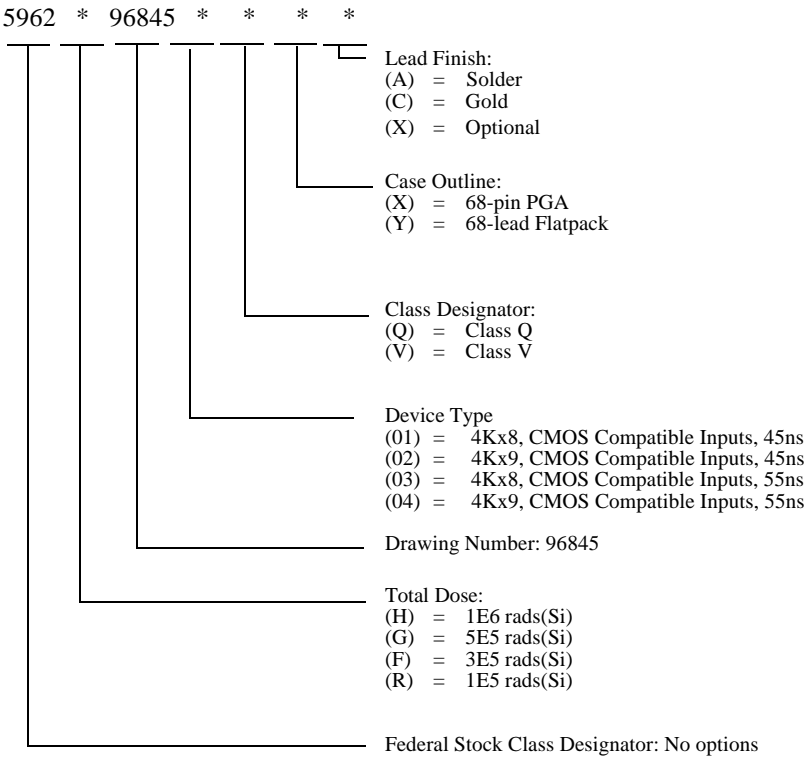 5962 * 96845 * * * *
Lead Finish:
(A) = Solder
(C) = Gold
(X) = Optional
Case Outline:
(X) = 68-pin PGA
(Y) = 68-lead Flatpack
Class Designator:
(Q) = Class Q
(V) = Class V
Device Type
(01) = 4Kx8, CMOS Compatible Inputs, 45ns
(02) = 4Kx9, CMOS Compatible Inputs, 45ns
(03) = 4Kx8, CMOS Compatible Inputs, 55ns
(04) = 4Kx9, CMOS Compatible Inputs, 55ns
Drawing Number: 96845
Total Dose:
(H) = 1E6 rads(Si)
(G) = 5E5 rads(Si)
(F) = 3E5 rads(Si)
(R) = 1E5 rads(Si)
Federal Stock Class Designator: No options